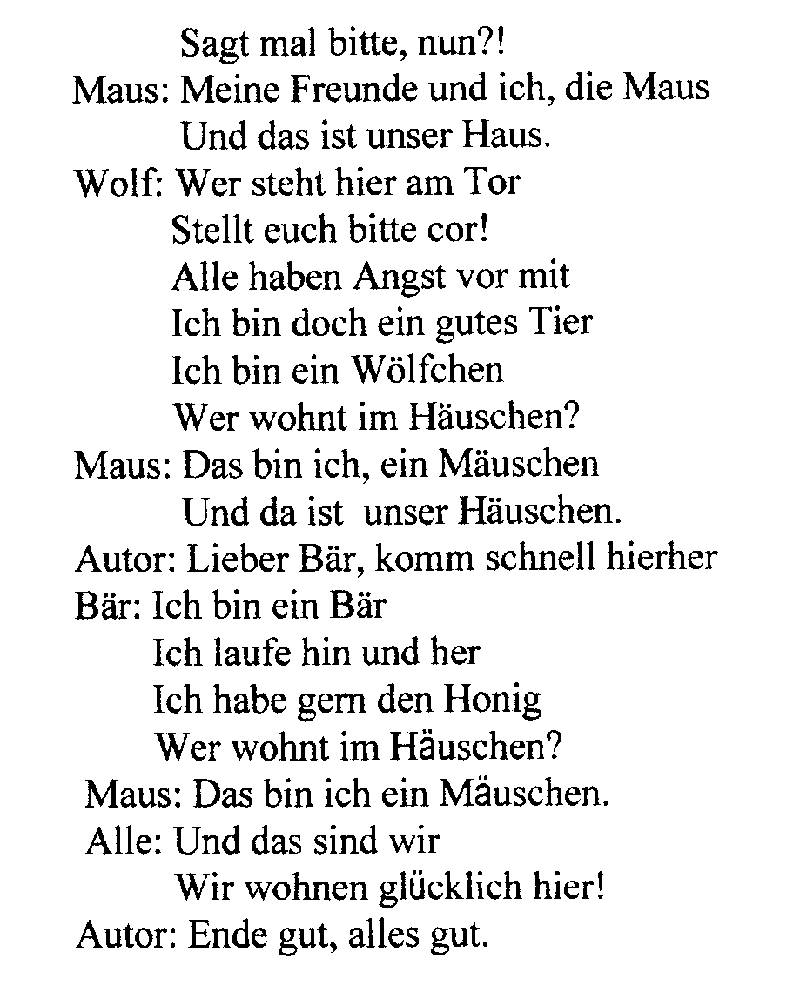 Sagt mal bitte, nun?!
Maus: Meine Freunde und ich, die Maus
Und das ist unser Haus.
Wolf: Wer steht hier am Tor
Stellt euch bitte cor!
Alle haben Angst vor mit
Ich bin doch ein gutes Tier
Ich bin ein Wölfchen
Wer wohnt im Häuschen?
Maus: Das bin ich, ein Mäuschen
Und da ist unser Häuschen.
Autor: Lieber Bär, komm schnell hierher
Bär: Ich bin ein Bär
Ich laufe hin und her
Ich habe gern den Honig
Wer wohnt im Häuschen?
Maus: Das bin ich ein Mäuschen.
Alle: Und das sind wir
Wir wohnen glücklich hier!
Autor: Ende gut, alles gut.